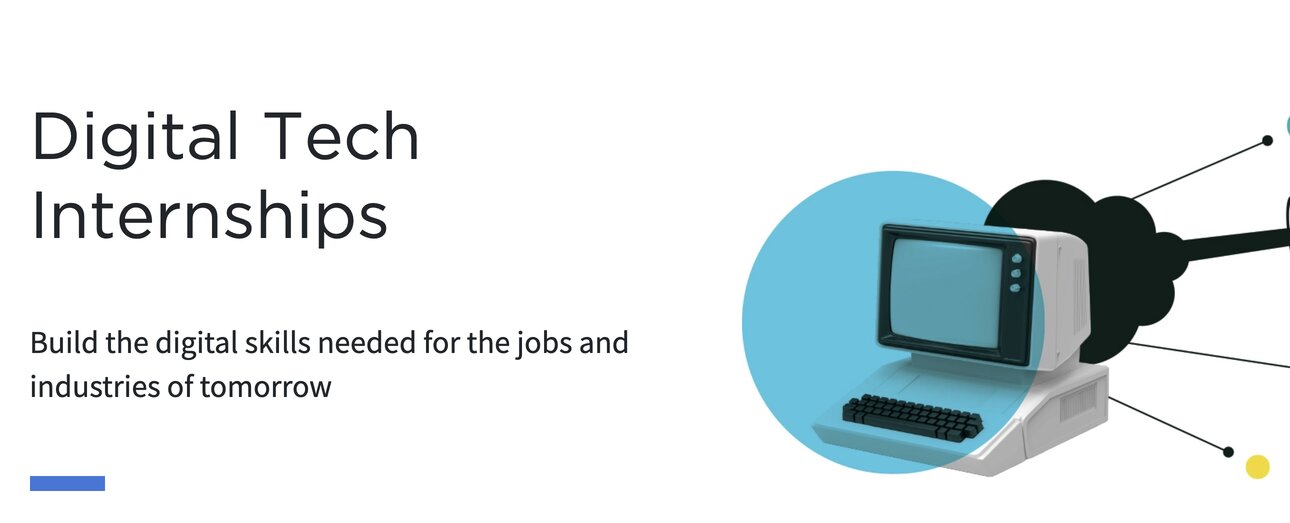 Digital Tech
Internships
Build the digital skills needed for the jobs and
industries of tomorrow